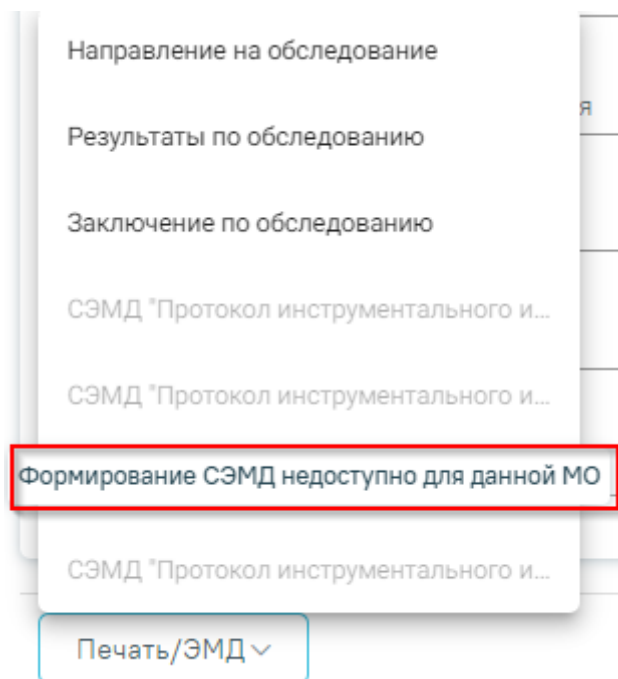 Направление на обследование
я
Результаты по обследованию
Заключение по обследованию
СЭМД "Протокол инструментального и...
СЭМД "Протокол инструментального и...
Формирование СЭМД недоступно для данной МО
СЭМД "Протокол инструментального и...
Печать/ЭМД